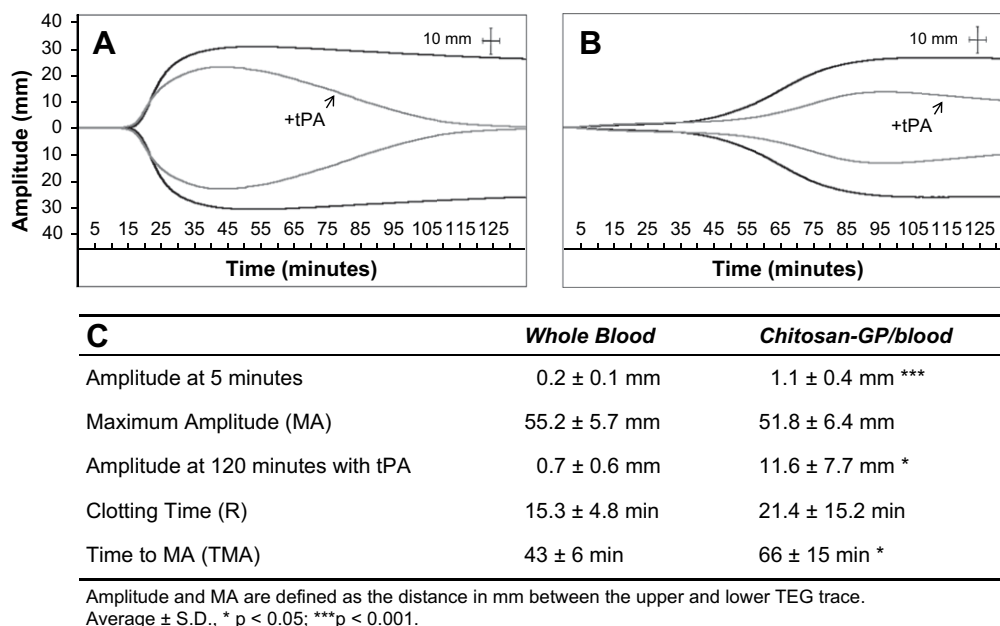 A
B
10 mm
10 mm
+tPA
+tPA
Amplitude (mm)
40
30
20
10
0
10
20
30
40
5 15 25 35 45 55 65 75 85 95 105 115 125
5 15 25 35 45 55 65 75 85 95 105 115 125
Time (minutes)
Time (minutes)
C Whole Blood Chitosan-GP/blood
Amplitude at 5 minutes 0.2 ± 0.1 mm 1.1 ± 0.4 mm ***
Maximum Amplitude (MA) 55.2 ± 5.7 mm 51.8 ± 6.4 mm
Amplitude at 120 minutes with tPA 0.7 ± 0.6 mm 11.6 ± 7.7 mm *
Clotting Time (R) 15.3 ± 4.8 min 21.4 ± 15.2 min
Time to MA (TMA) 43 ± 6 min 66 ± 15 min *
Amplitude and MA are defined as the distance in mm between the upper and lower TEG trace.
Average ± S.D., * p < 0.05; ***p < 0.001.